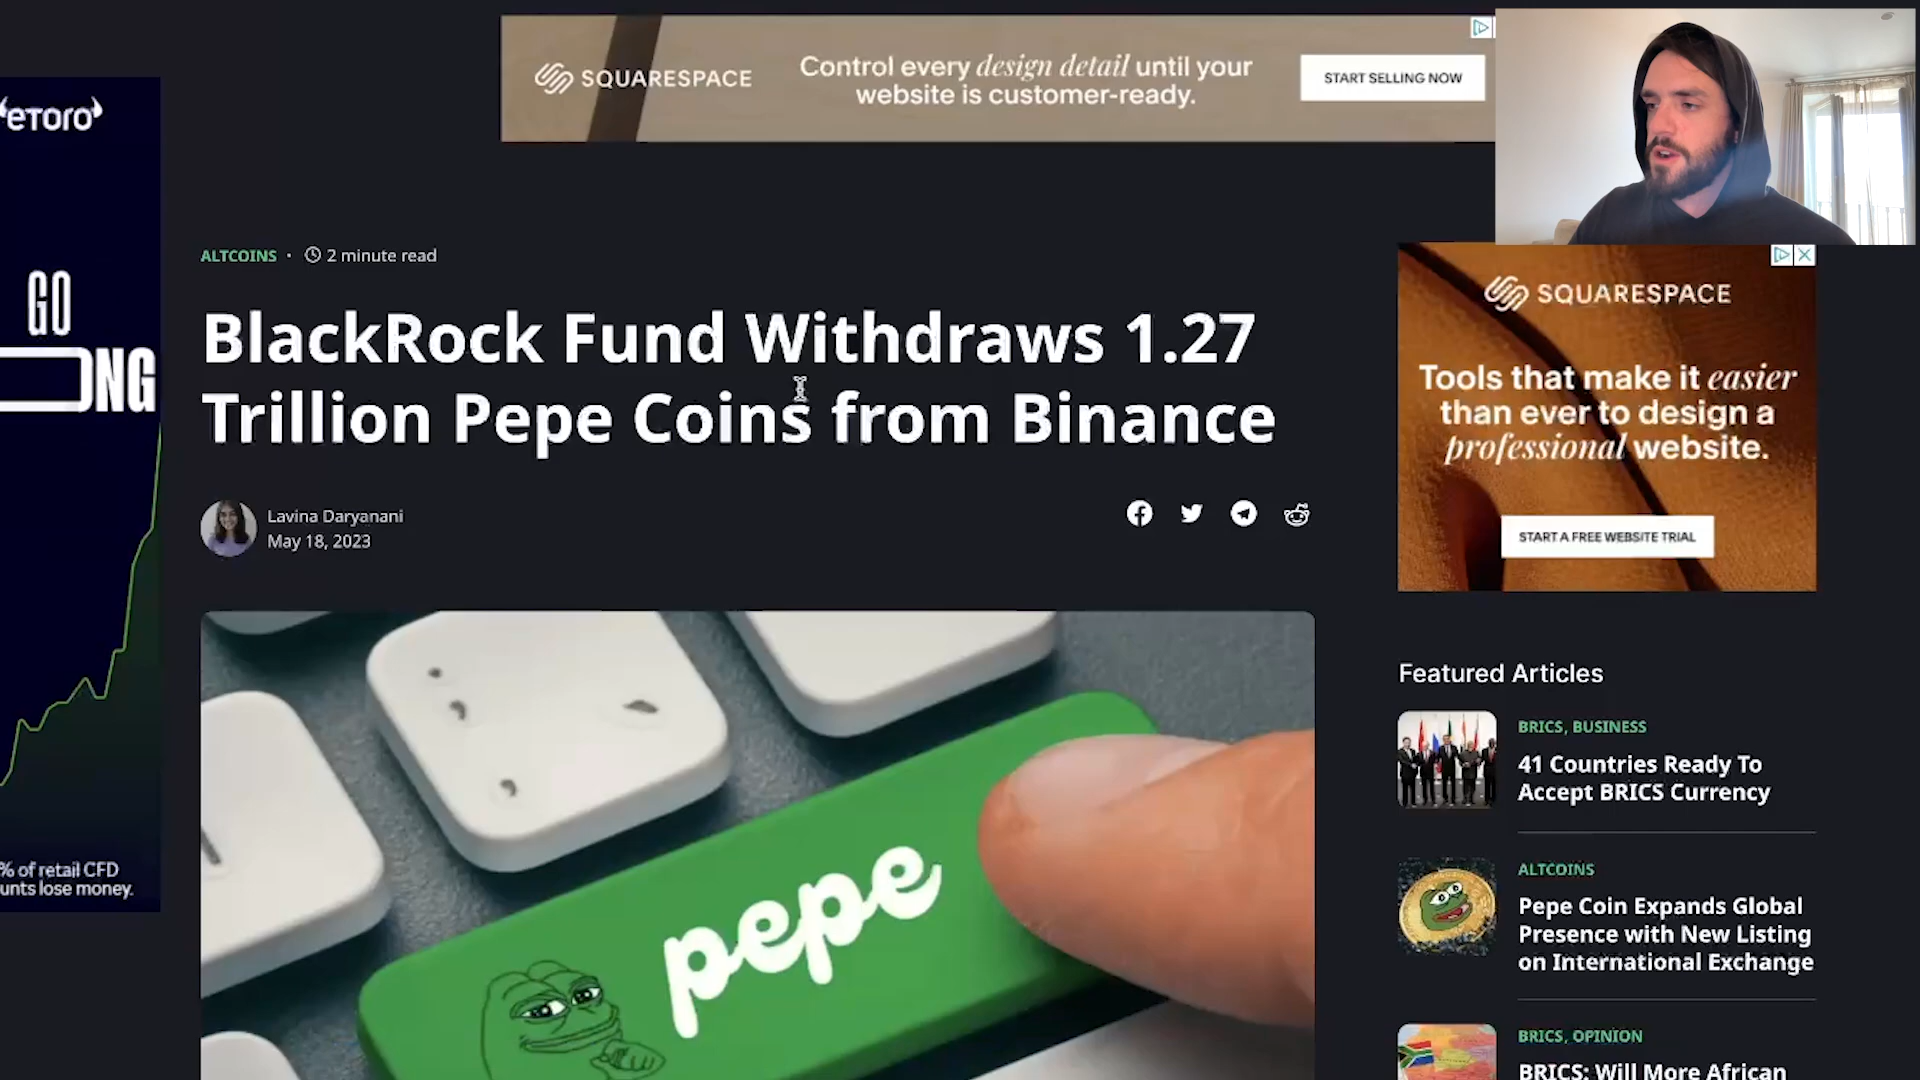 SQUARESPACE
Control every design detail until your
website is customer-ready.
START SELLING NOW
eToro
GO
ONG
% of retail CFD
unts lose money.
ALTCOINS · 2 minute read
BlackRock Fund Withdraws 1.27
Trillion Pepe Coins from Binance
Lavina Daryanani
May 18, 2023
pepe
SQUARESPACE
Tools that make it easier
than ever to design a
professional website.
START A FREE WEBSITE TRIAL
Featured Articles
BRICS, BUSINESS
41 Countries Ready To
Accept BRICS Currency
ALTCOINS
Pepe Coin Expands Global
Presence with New Listing
on International Exchange
BRICS, OPINION
BRICS: Will More African